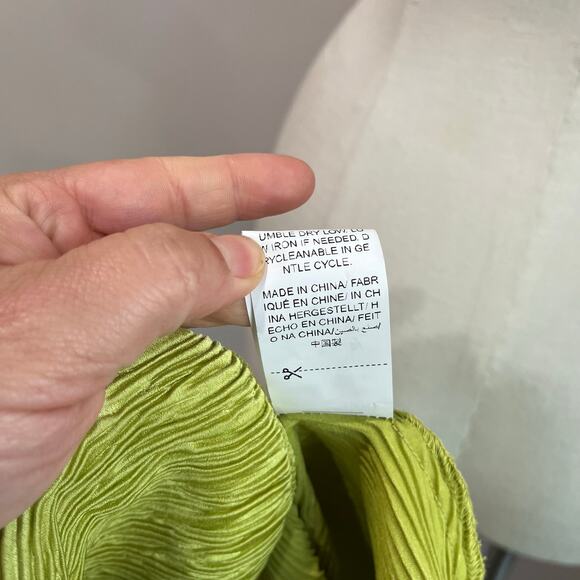 UMBLE DRY LOW/ LO
W IRON IF NEEDED. D
RYCLEANABLE IN GE
NTLE CYCLE.
MADE IN CHINA/ FABR
IQUÉ EN CHINE/ IN CH
INA HERGESTELLT/ H
ECHO EN CHINA/ FEIT
O NA CHINA/صنع بالصين/
中国製